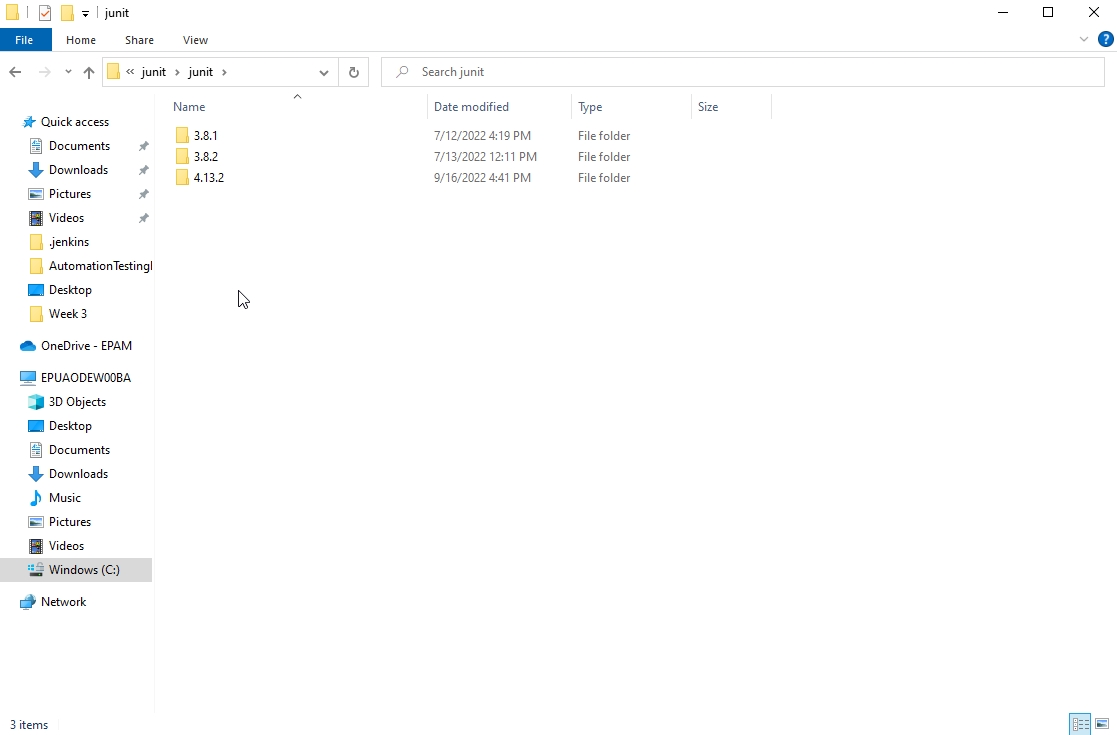 junit
File Home Share View ?
« junit › junit › Search junit
Name Date modified Type Size
3.8.1 7/12/2022 4:19 PM File folder
3.8.2 7/13/2022 12:11 PM File folder
4.13.2 9/16/2022 4:41 PM File folder
Quick access
Documents
Downloads
Pictures
Videos
.jenkins
AutomationTesting
Desktop
Week 3
OneDrive - EPAM
EPUAODEW00BA
3D Objects
Desktop
Documents
Downloads
Music
Pictures
Videos
Windows (C:)
Network
3 items